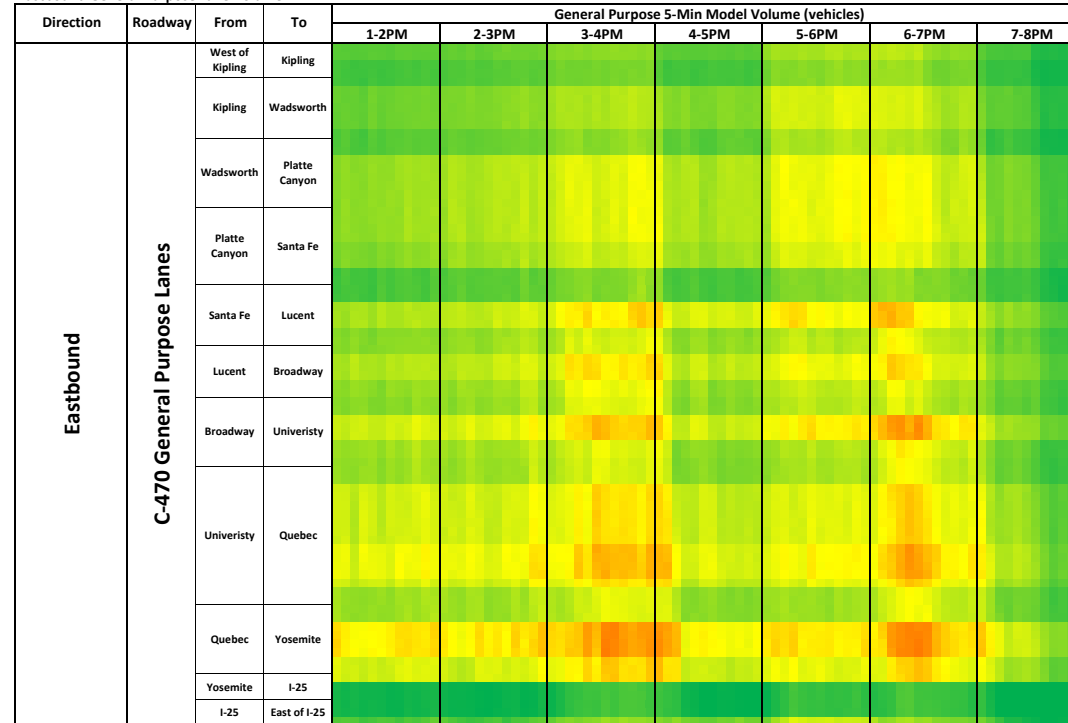 Direction Roadway From To General Purpose 5-Min Model Volume (vehicles)
1-2PM 2-3PM 3-4PM 4-5PM 5-6PM 6-7PM 7-8PM
Eastbound
C-470 General Purpose Lanes
West of
Kipling
Kipling
Kipling
Wadsworth
Wadsworth
Platte
Canyon
Platte
Canyon
Santa Fe
Santa Fe
Lucent
Lucent
Broadway
Broadway
Univeristy
Univeristy
Quebec
Quebec
Yosemite
Yosemite
I-25
I-25
East of I-25